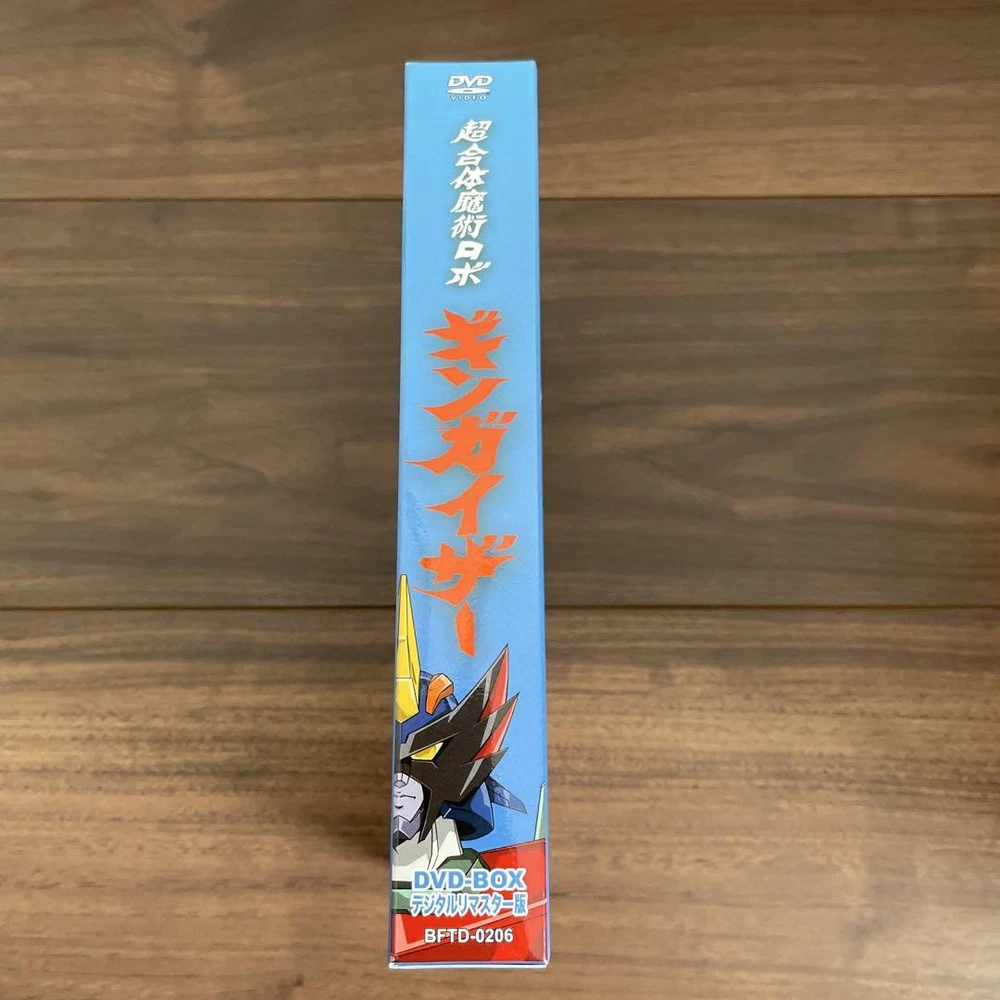 DVD
VIDEO
超合体魔術ロボ
ギンガイザー
DVD-BOX
デジタルリマスター版
BFTD-0206